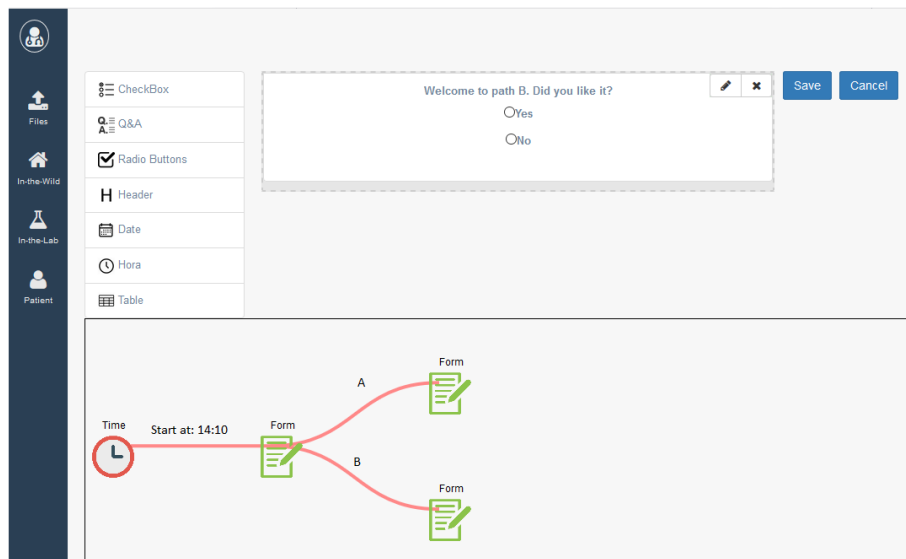 Files
In-the-Wild
In-the-Lab
Patient
CheckBox
Q. A. Q&A
Radio Buttons
H Header
Date
Hora
Table
Welcome to path B. Did you like it?
Yes
No
Save
Cancel
Time
Start at: 14:10
Form
A
Form
B
Form